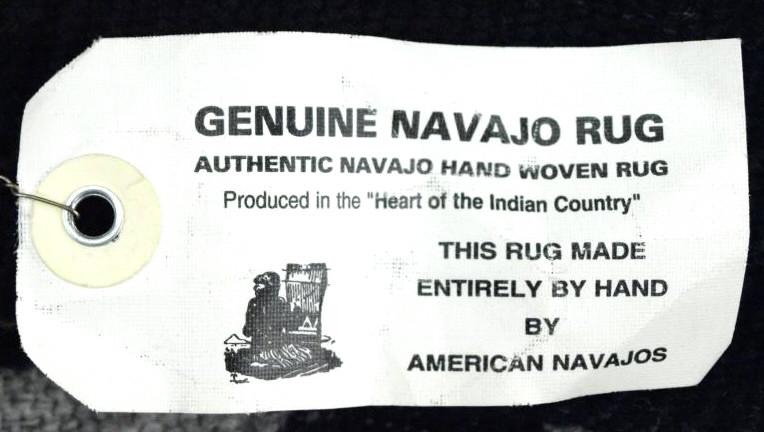 GENUINE NAVAJO RUG
AUTHENTIC NAVAJO HAND WOVEN RUG
Produced in the "Heart of the Indian Country"
THIS RUG MADE
ENTIRELY BY HAND
BY
AMERICAN NAVAJOS